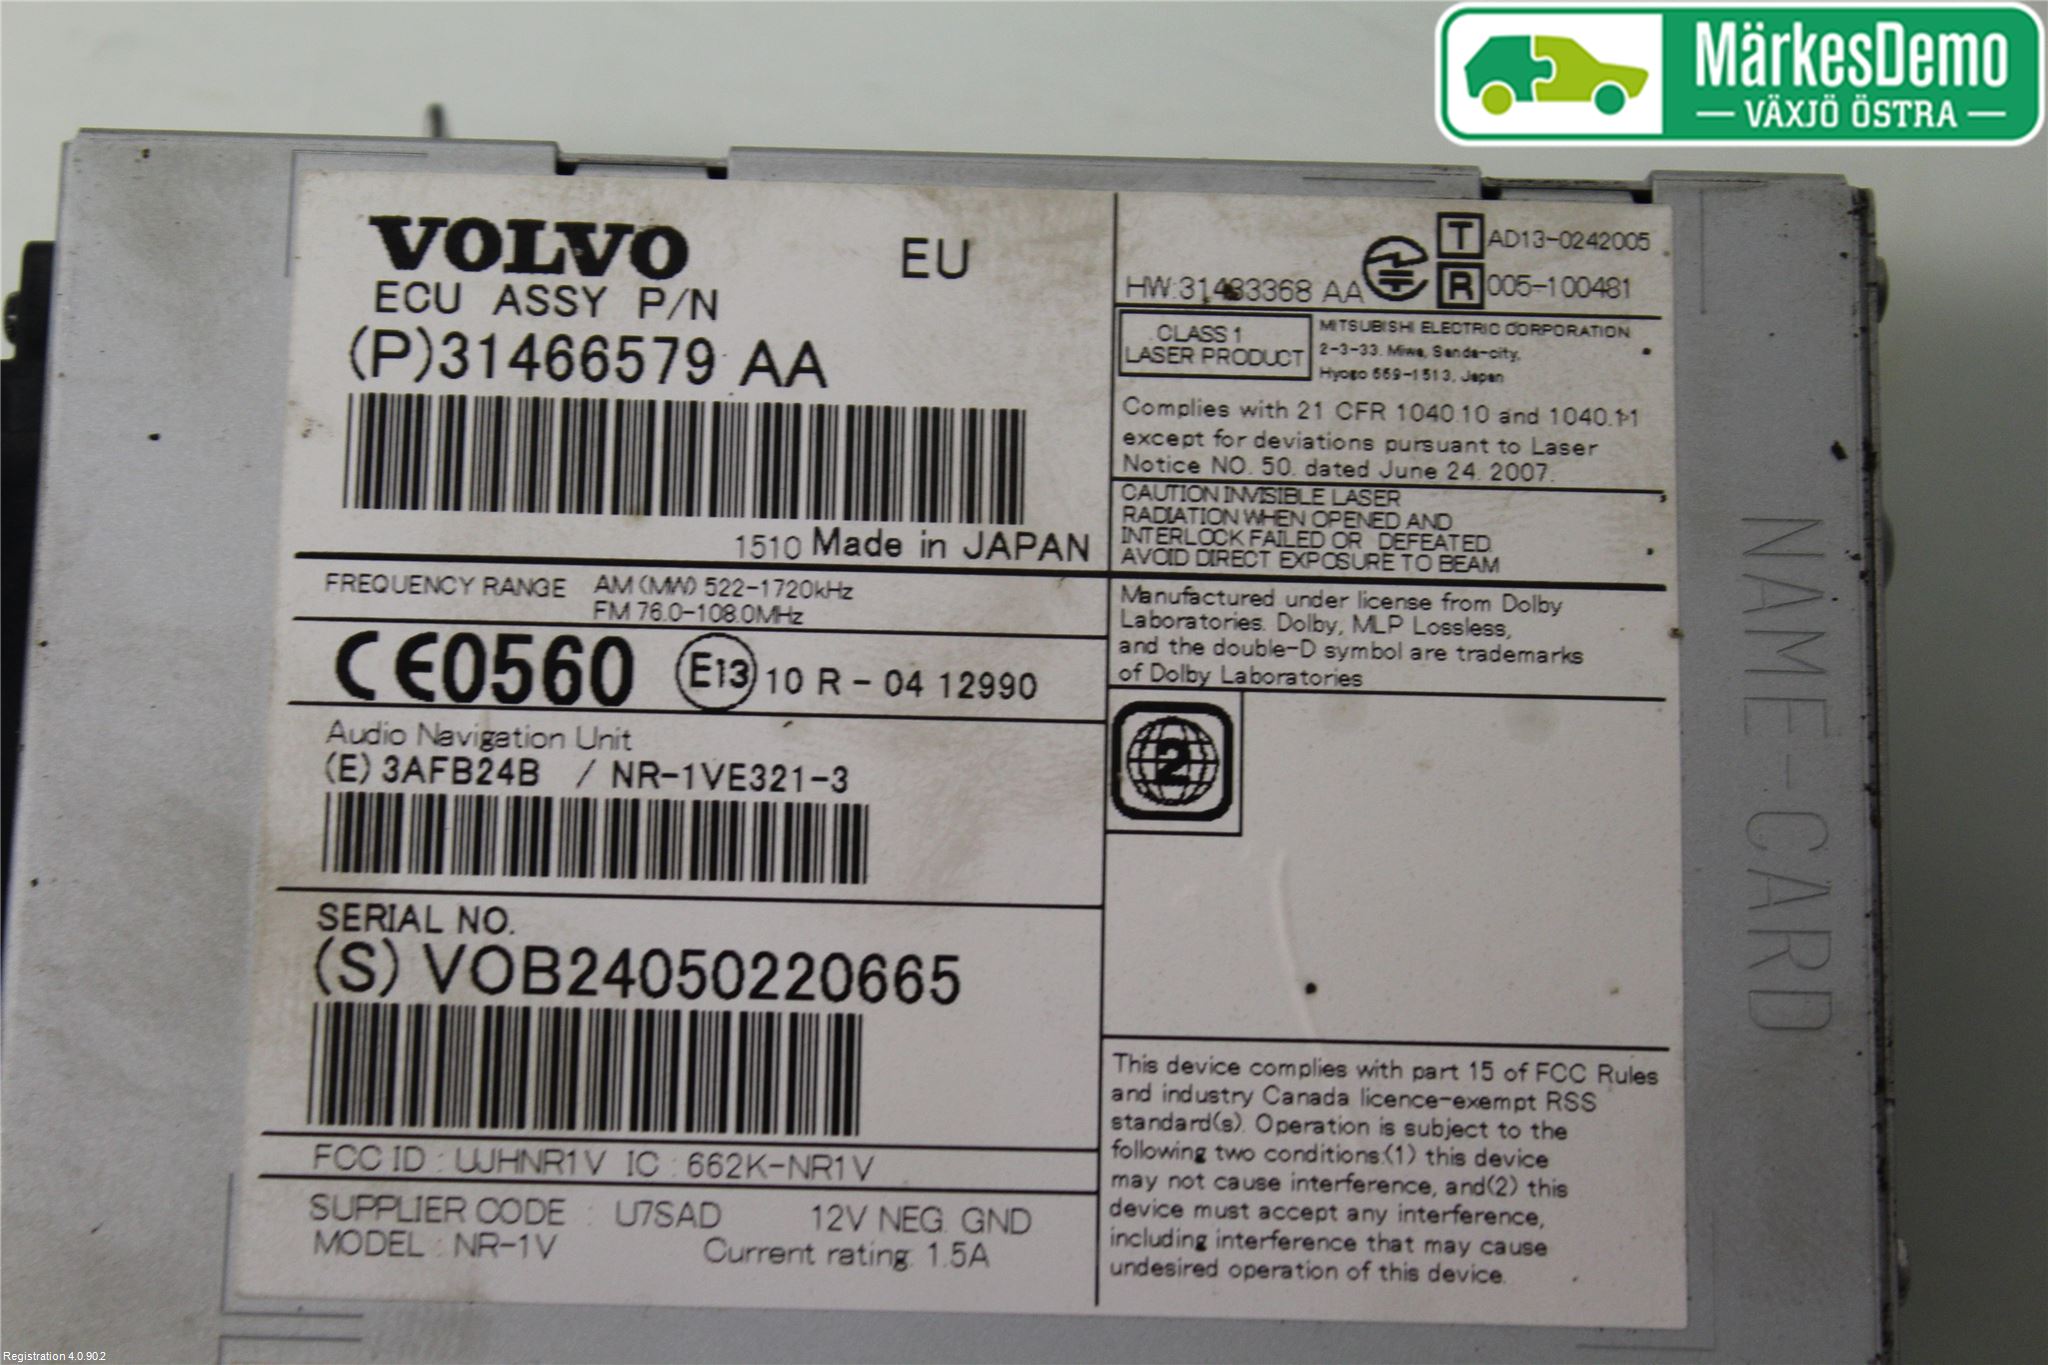 MärkesDemo
VÄXJÖ ÖSTRA
VOLVO EU
ECU ASSY P/N
(P)31466579 AA
1510 Made in JAPAN
FREQUENCY RANGE AM (MW) 522-1720kHz
FM 76.0-108.0MHz
CE0560 E13 10 R - 04 12990
Audio Navigation Unit
(E) 3AFB24B / NR-1VE321-3
SERIAL NO.
(S) VOB24050220665
FCC ID : UJHNR1V IC : 662K-NR1V
SUPPLIER CODE : U7SAD 12V NEG. GND
MODEL : NR-1V Current rating: 1.5A
T AD13-0242005
HW:31483368 AA R 005-100481
CLASS 1
LASER PRODUCT
MITSUBISHI ELECTRIC CORPORATION
2-3-33, Miwa, Sanda-city,
Hyogo 669-1513, Japan
Complies with 21 CFR 1040.10 and 1040.11
except for deviations pursuant to Laser
Notice NO. 50. dated June 24. 2007.
CAUTION INVISIBLE LASER
RADIATION WHEN OPENED AND
INTERLOCK FAILED OR DEFEATED.
AVOID DIRECT EXPOSURE TO BEAM
Manufactured under license from Dolby
Laboratories. Dolby, MLP Lossless,
and the double-D symbol are trademarks
of Dolby Laboratories
2
This device complies with part 15 of FCC Rules
and industry Canada licence-exempt RSS
standard(s). Operation is subject to the
following two conditions:(1) this device
may not cause interference, and(2) this
device must accept any interference,
including interference that may cause
undesired operation of this device.
NAME-CARD
Registration 4.0.90.2